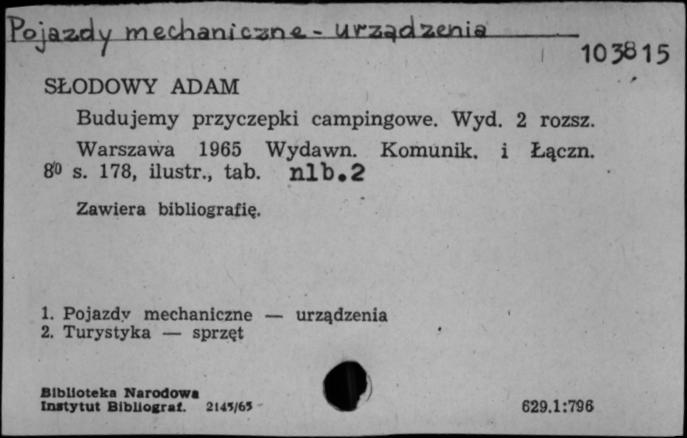 Pojazdy mechaniczne - urządzenia
103815
SŁODOWY ADAM
Budujemy przyczepki campingowe. Wyd. 2 rozsz.
Warszawa 1965 Wydawn. Komunik. i Łączn.
8⁰ s. 178, ilustr., tab. nlb.2
Zawiera bibliografię.
1. Pojazdy mechaniczne — urządzenia
2. Turystyka — sprzęt
Biblioteka Narodowa
Instytut Bibliograf. 2145/65
629.1:796